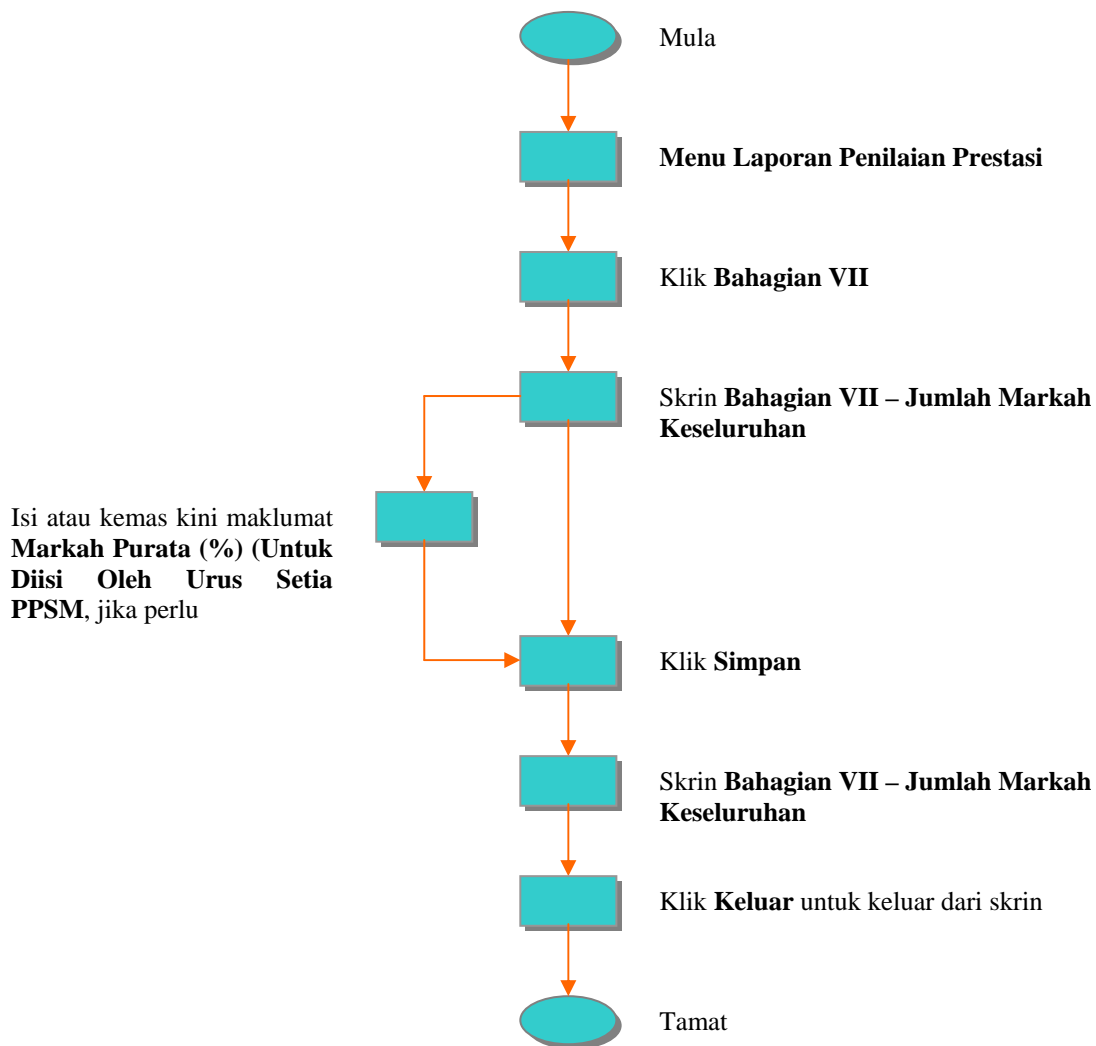 Mula
Menu Laporan Penilaian Prestasi
Klik Bahagian VII
Skrin Bahagian VII – Jumlah Markah
Keseluruhan
Isi atau kemas kini maklumat
Markah Purata (%) (Untuk
Diisi Oleh Urus Setia
PPSM, jika perlu
Klik Simpan
Skrin Bahagian VII – Jumlah Markah
Keseluruhan
Klik Keluar untuk keluar dari skrin
Tamat